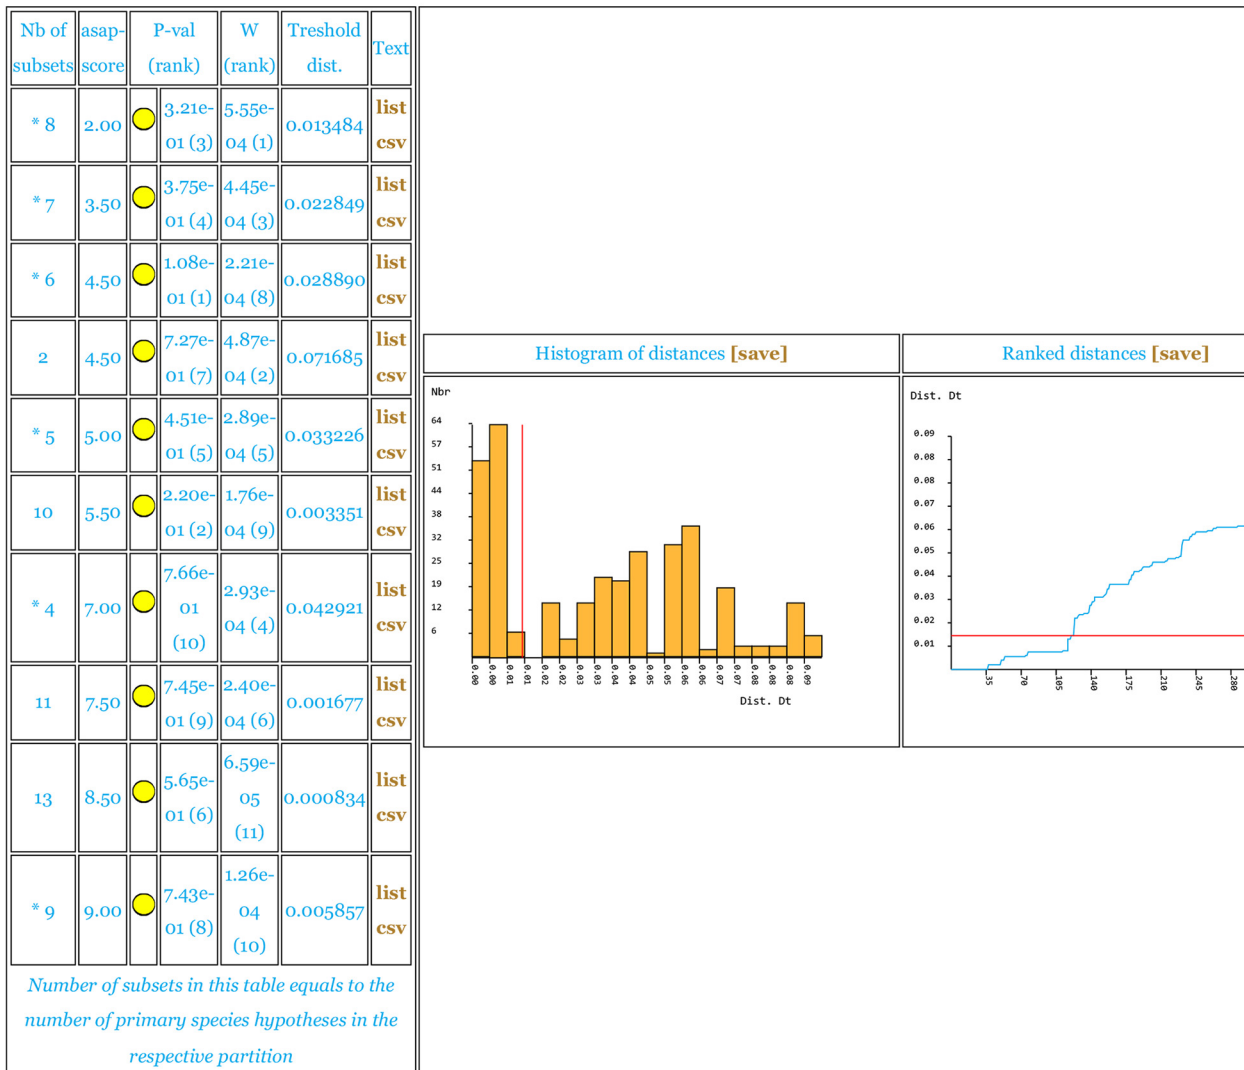 Nb of subsets asap-score P-val (rank) W (rank) Treshold dist. Text
* 8 2.00 3.21e-01 (3) 5.55e-04 (1) 0.013484 list csv
* 7 3.50 3.75e-01 (4) 4.45e-04 (3) 0.022849 list csv
* 6 4.50 1.08e-01 (1) 2.21e-04 (8) 0.028890 list csv
2 4.50 7.27e-01 (7) 4.87e-04 (2) 0.071685 list csv
* 5 5.00 4.51e-01 (5) 2.89e-04 (5) 0.033226 list csv
10 5.50 2.20e-01 (2) 1.76e-04 (9) 0.003351 list csv
* 4 7.00 7.66e-01 (10) 2.93e-04 (4) 0.042921 list csv
11 7.50 7.45e-01 (9) 2.40e-04 (6) 0.001677 list csv
13 8.50 5.65e-01 (6) 6.59e-05 (11) 0.000834 list csv
* 9 9.00 7.43e-01 (8) 1.26e-04 (10) 0.005857 list csv
Number of subsets in this table equals to the
number of primary species hypotheses in the
respective partition
Histogram of distances [save]
Nbr
64
57
51
44
38
32
25
19
12
6
0.00 0.00 0.01 0.01 0.02 0.02 0.03 0.03 0.04 0.04 0.05 0.05 0.06 0.06 0.07 0.07 0.08 0.08 0.09
Dist. Dt
Ranked distances [save]
Dist. Dt
0.09
0.08
0.07
0.07
0.06
0.05
0.04
0.03
0.02
0.01
35 70 105 140 175 210 245 280